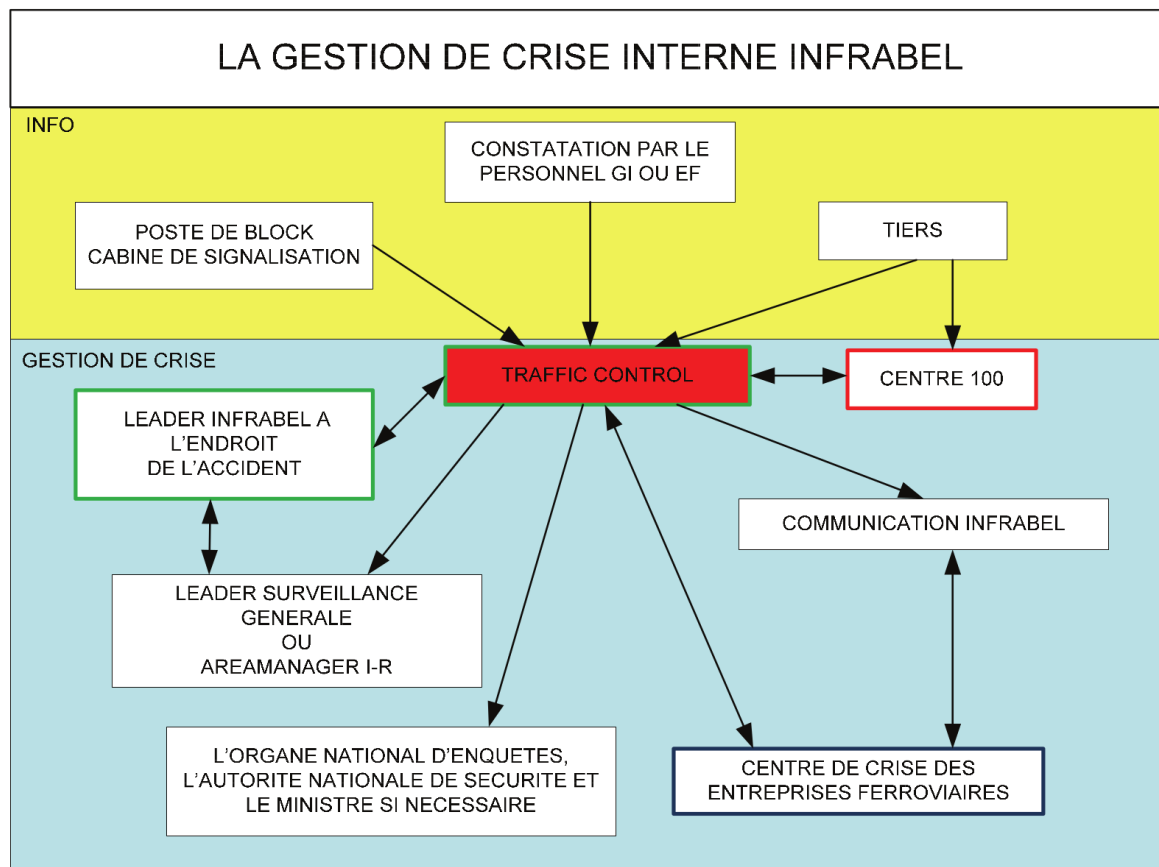 LA GESTION DE CRISE INTERNE INFRABEL
INFO
CONSTATATION PAR LE
PERSONNEL GI OU EF
POSTE DE BLOCK
CABINE DE SIGNALISATION
TIERS
GESTION DE CRISE
TRAFFIC CONTROL
CENTRE 100
LEADER INFRABEL A
L'ENDROIT
DE L'ACCIDENT
COMMUNICATION INFRABEL
LEADER SURVEILLANCE
GENERALE
OU
AREAMANAGER I-R
L'ORGANE NATIONAL D'ENQUETES,
L'AUTORITE NATIONALE DE SECURITE ET
LE MINISTRE SI NECESSAIRE
CENTRE DE CRISE DES
ENTREPRISES FERROVIAIRES